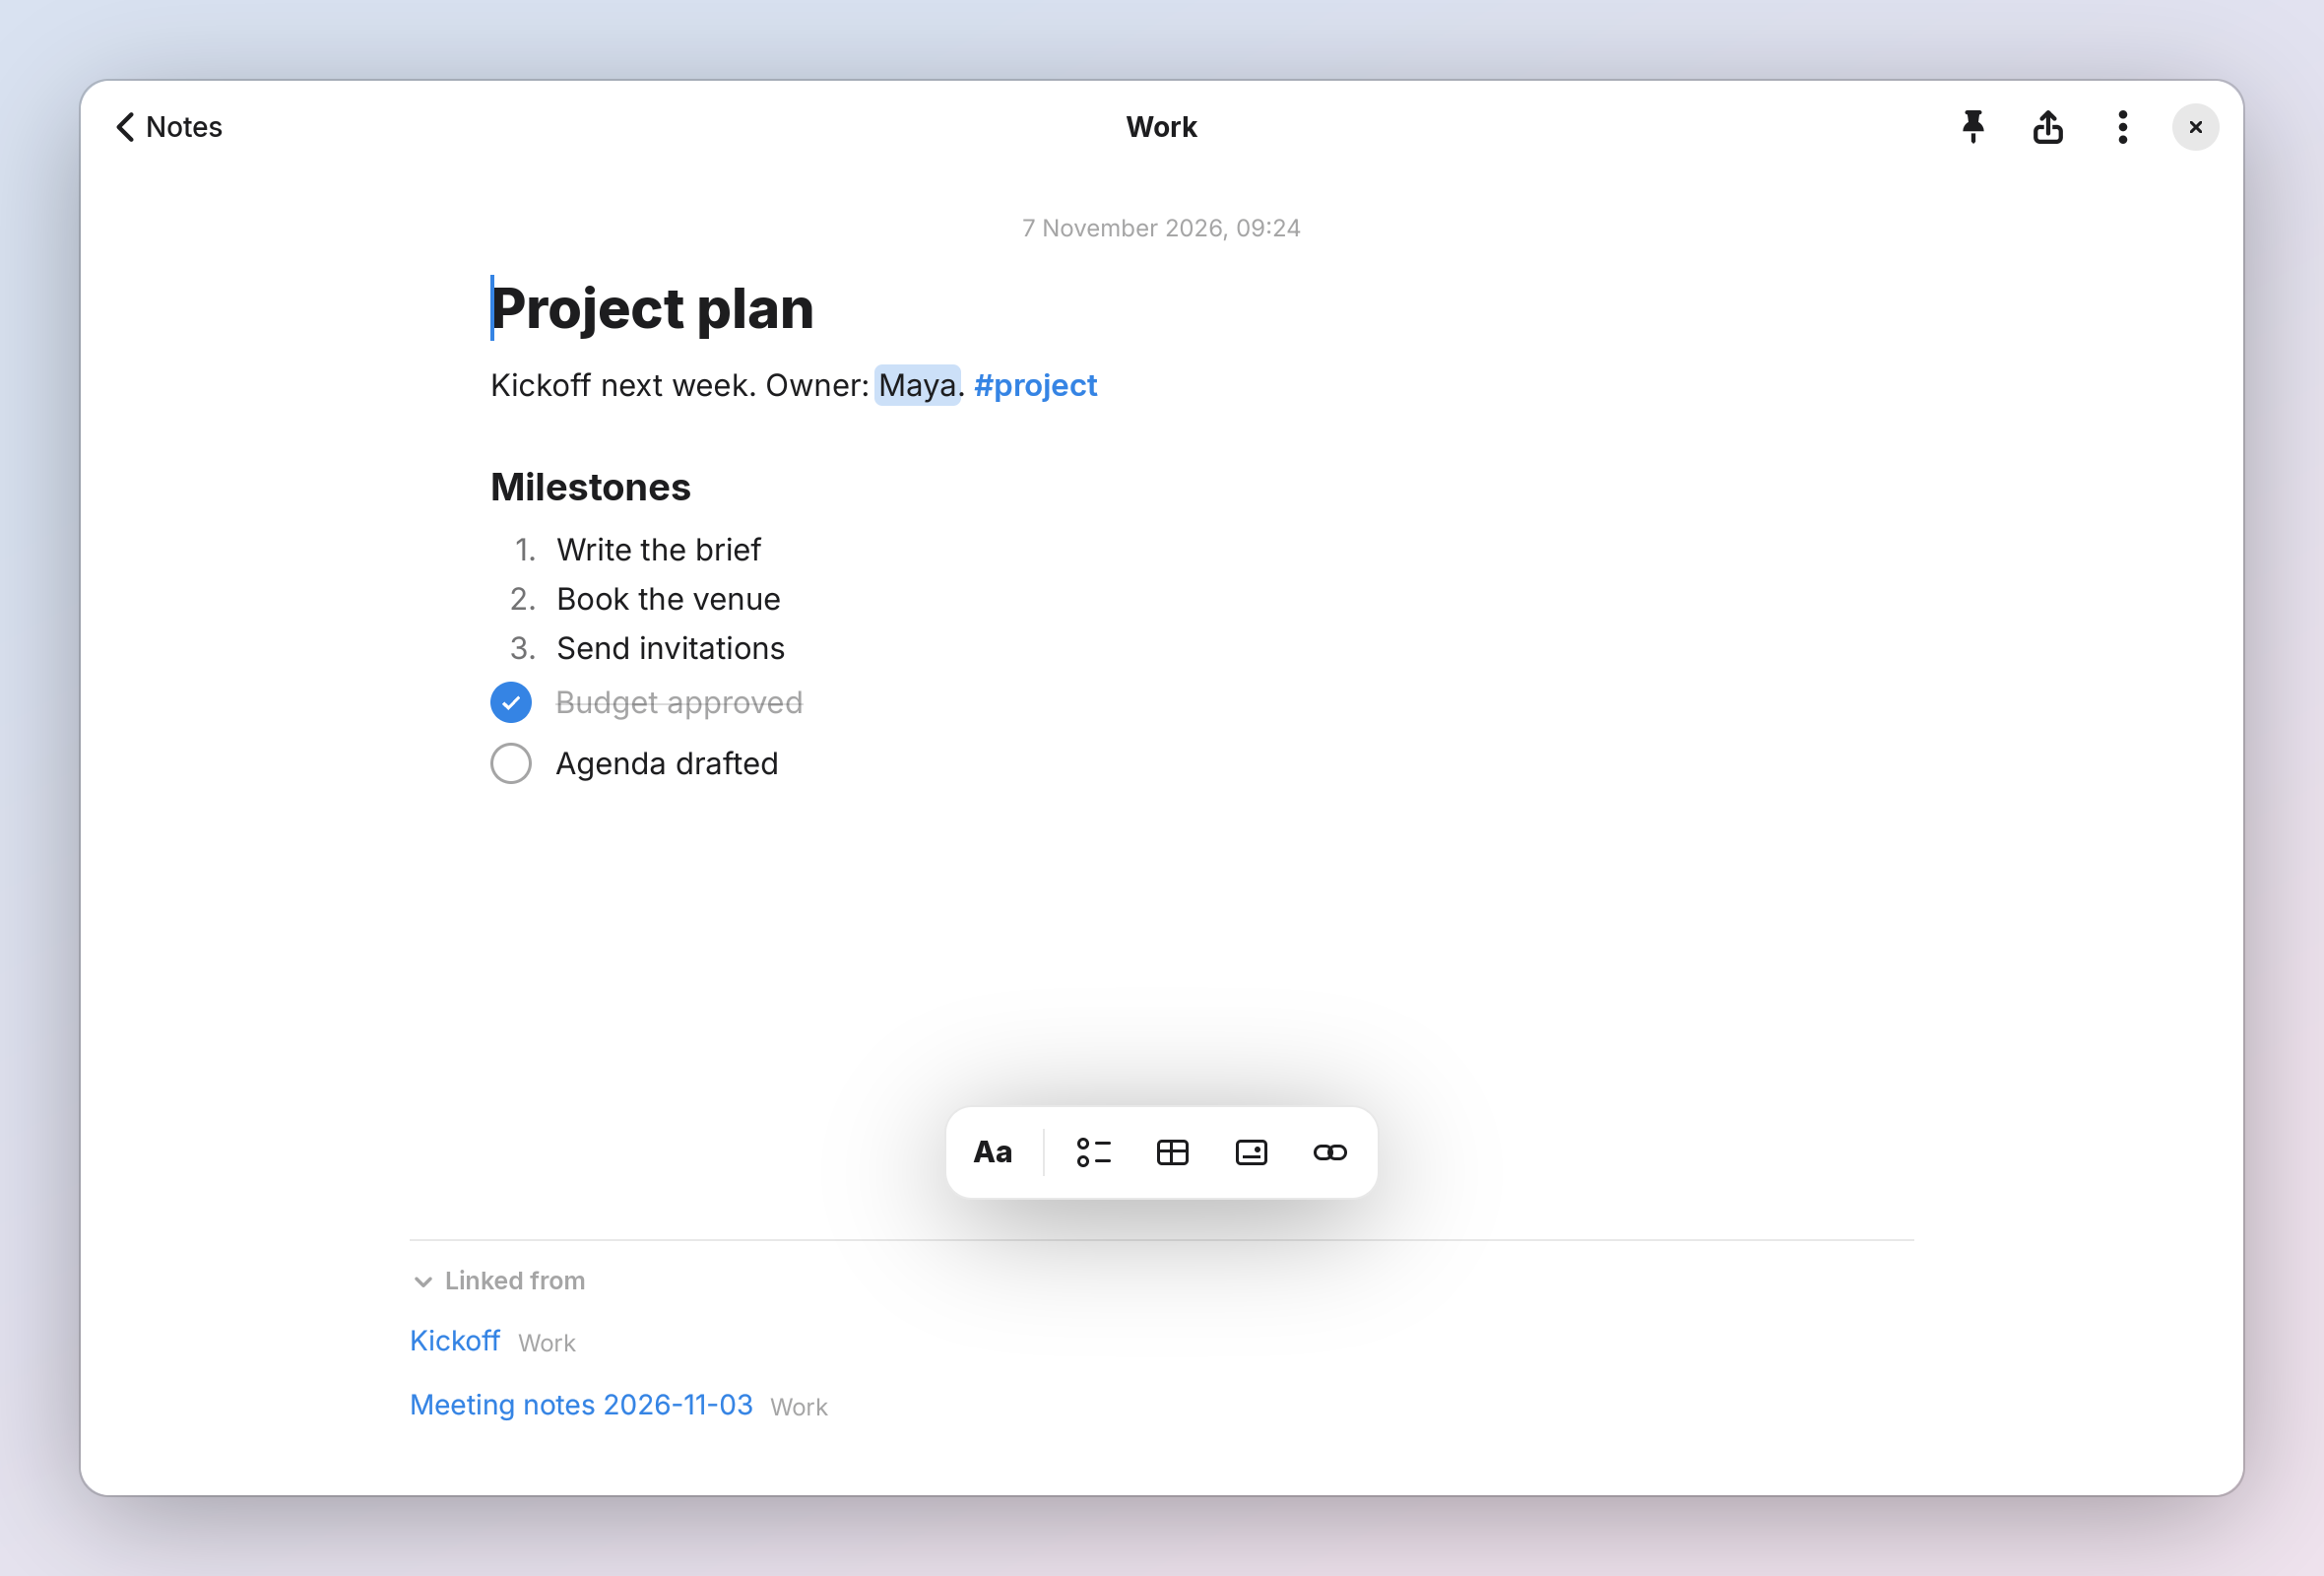 Notes
Work
7 November 2026, 09:24
Project plan
Kickoff next week. Owner: Maya. #project
Milestones
1. Write the brief
2. Book the venue
3. Send invitations
Budget approved
Agenda drafted
Aa
Linked from
Kickoff Work
Meeting notes 2026-11-03 Work